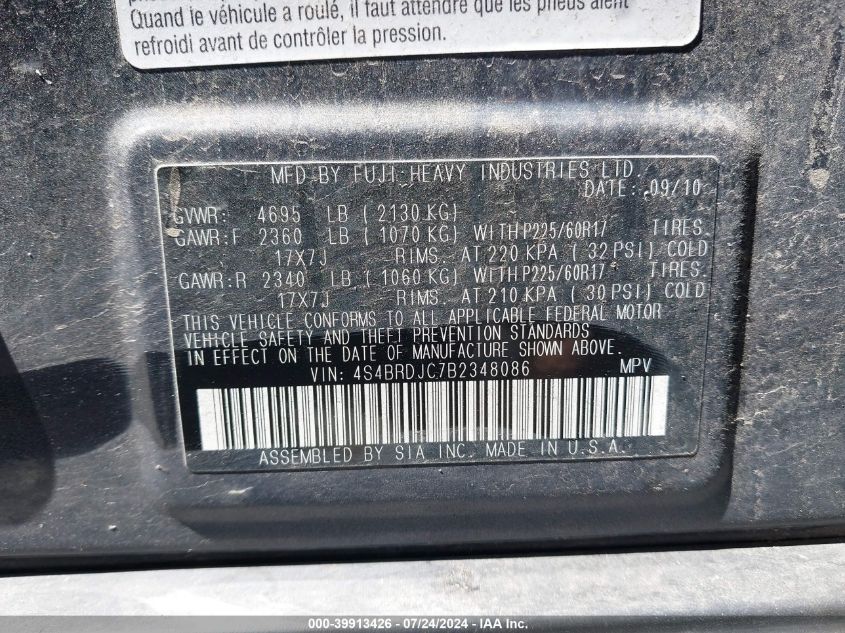 Quand le véhicule a roulé, il faut attendre que les pneus aient
refroidi avant de contrôler la pression.
MFD BY FUJI HEAVY INDUSTRIES LTD.
DATE: 09/10
GVWR: 4695 LB ( 2130 KG)
GAWR:F 2360 LB ( 1070 KG) WITH P225/60R17 TIRES.
17X7J RIMS. AT 220 KPA ( 32 PSI) COLD
GAWR:R 2340 LB ( 1060 KG) WITH P225/60R17 TIRES.
17X7J RIMS. AT 210 KPA ( 30 PSI) COLD
THIS VEHICLE CONFORMS TO ALL APPLICABLE FEDERAL MOTOR
VEHICLE SAFETY AND THEFT PREVENTION STANDARDS
IN EFFECT ON THE DATE OF MANUFACTURE SHOWN ABOVE.
VIN: 4S4BRDJC7B2348086 MPV
ASSEMBLED BY SIA INC. MADE IN U.S.A.
000-39913426 - 07/24/2024 - IAA Inc.